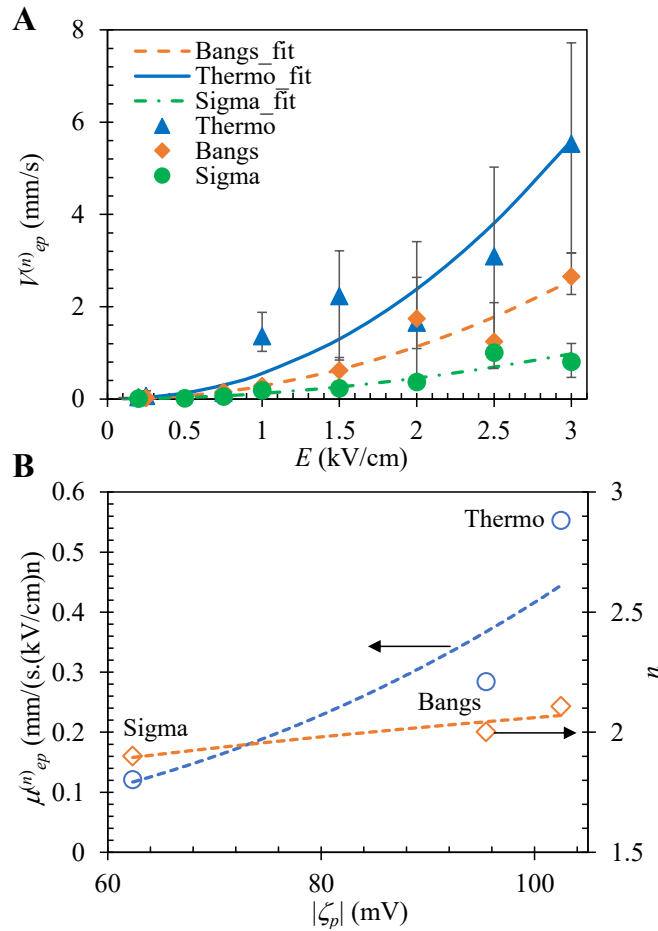 A
8
6
4
2
0
Bangs_fit
Thermo_fit
Sigma_fit
Thermo
Bangs
Sigma
V⁽ⁿ⁾ₑₚ (mm/s)
0 0.5 1 1.5 2 2.5 3
E (kV/cm)
B
0.6
0.5
0.4
0.3
0.2
0.1
0
μ⁽ⁿ⁾ₑₚ (mm/(s.(kV/cm)n)
Thermo
Bangs
Sigma
3
2.5
2
1.5
n
60 80 100
|ζₚ| (mV)